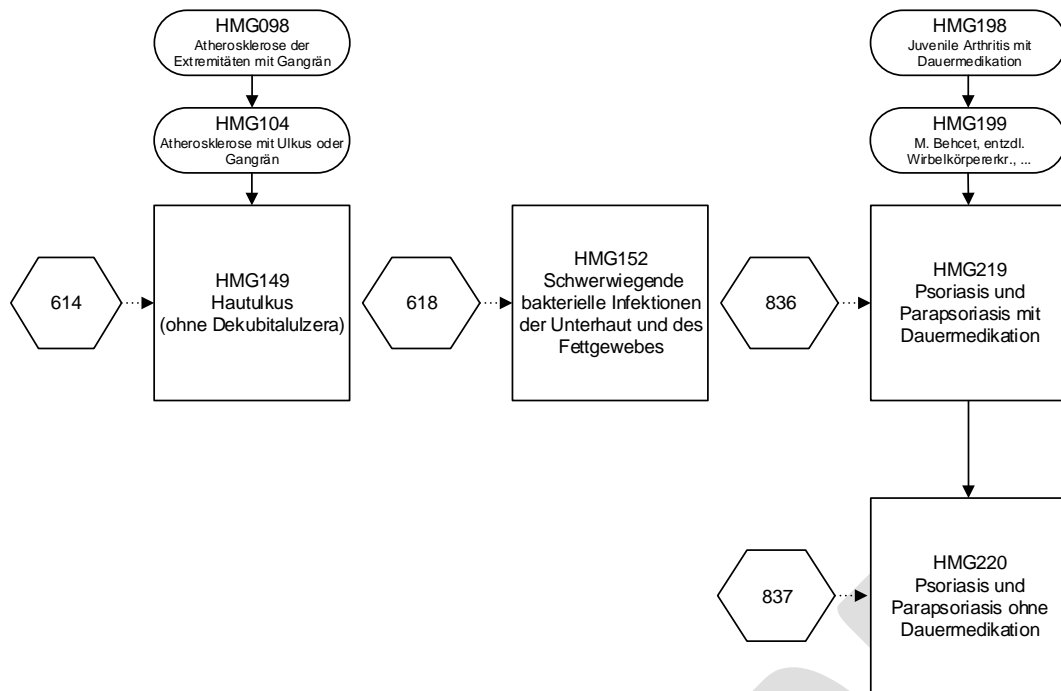 HMG098
Atherosklerose der
Extremitäten mit Gangrän
HMG198
Juvenile Arthritis mit
Dauermedikation
HMG104
Atherosklerose mit Ulkus oder
Gangrän
HMG199
M. Behcet, entzdl.
Wirbelkörpererkr., ...
614
HMG149
Hautulkus
(ohne Dekubitalulzera)
618
HMG152
Schwerwiegende
bakterielle Infektionen
der Unterhaut und des
Fettgewebes
836
HMG219
Psoriasis und
Parapsoriasis mit
Dauermedikation
837
HMG220
Psoriasis und
Parapsoriasis ohne
Dauermedikation